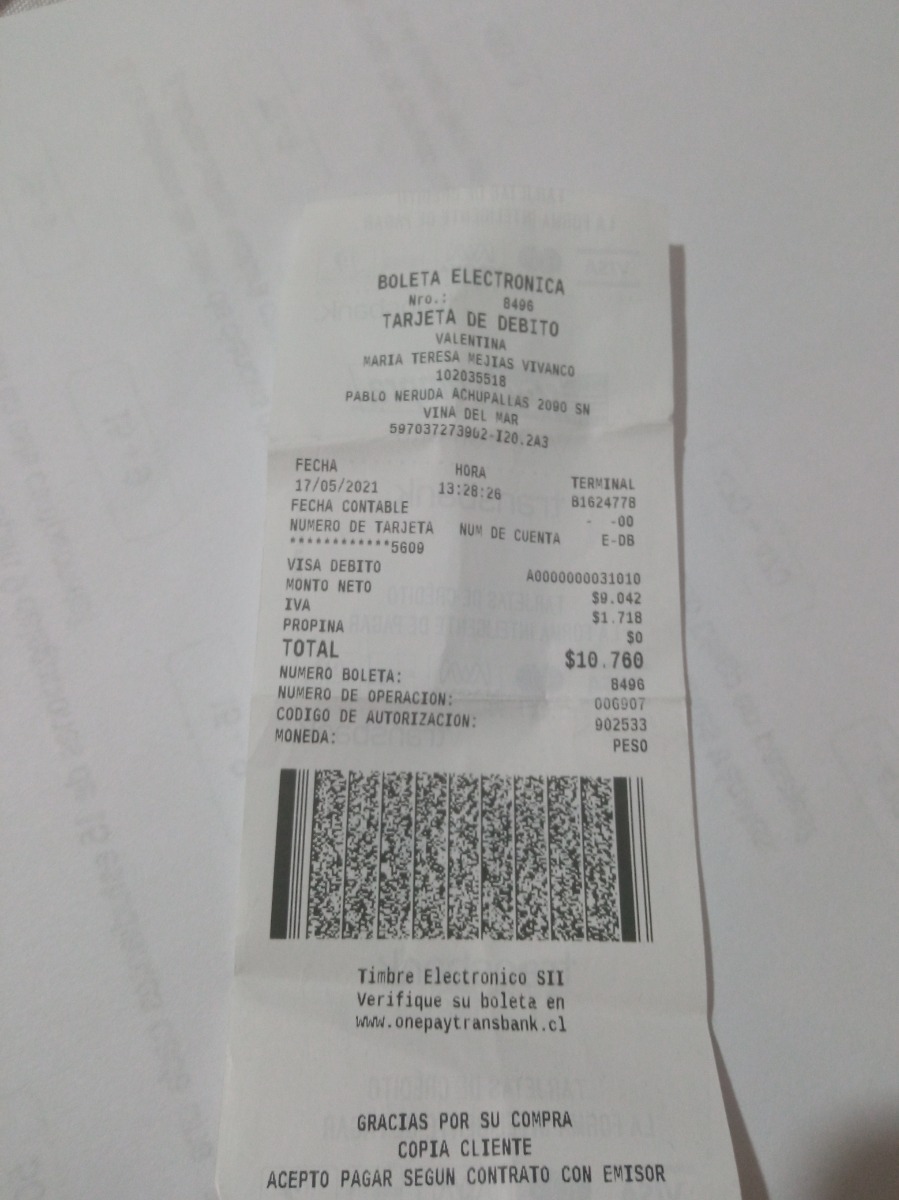 BOLETA ELECTRONICA
Nro.: 8496
TARJETA DE DEBITO
VALENTINA
MARIA TERESA MEJIAS VIVANCO
102035518
PABLO NERUDA ACHUPALLAS 2090 SN
VINA DEL MAR
597037273902-I20.2A3
FECHA HORA TERMINAL
17/05/2021 13:28:26 B1624778
FECHA CONTABLE - -00
NUMERO DE TARJETA NUM DE CUENTA E-DB
************5609
VISA DEBITO A0000000031010
MONTO NETO $9.042
IVA $1.718
PROPINA $0
TOTAL $10.760
NUMERO BOLETA: 8496
NUMERO DE OPERACION: 006907
CODIGO DE AUTORIZACION: 902533
MONEDA: PESO
Timbre Electronico SII
Verifique su boleta en
www.onepaytransbank.cl
GRACIAS POR SU COMPRA
COPIA CLIENTE
ACEPTO PAGAR SEGUN CONTRATO CON EMISOR